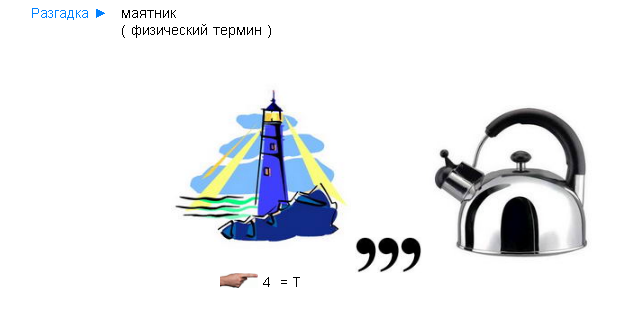 Разгадка ► маятник
( физический термин )
,,,
4 = Т